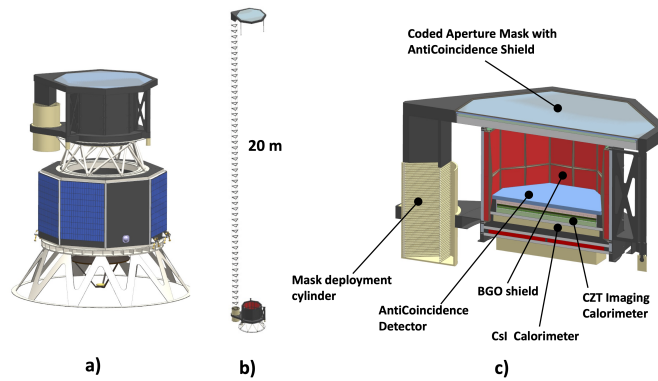 Coded Aperture Mask with
AntiCoincidence Shield
20 m
Mask deployment
cylinder
AntiCoincidence
Detector
BGO shield
CsI  Calorimeter
CZT Imaging
Calorimeter
a)
b)
c)